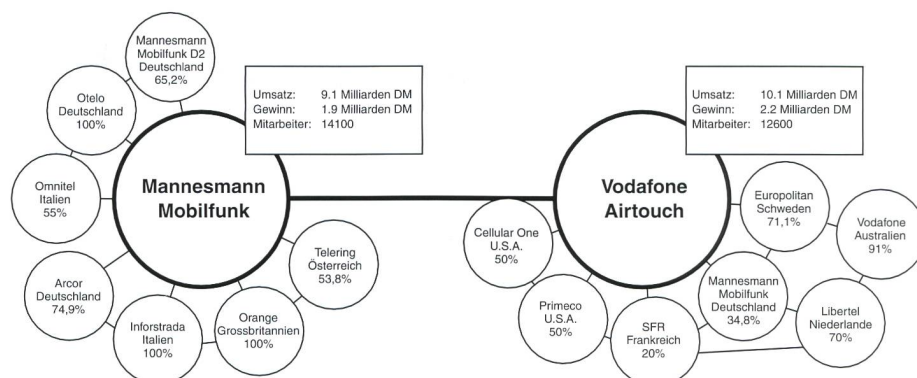 Mannesmann
Mobilfunk D2
Deutschland
65,2%
Otelo
Deutschland
100%
Omnitel
Italien
55%
Arcor
Deutschland
74,9%
Inforstrada
Italien
100%
Orange
Grossbritannien
100%
Telering
Österreich
53,8%
Mannesmann
Mobilfunk
Umsatz: 9.1 Milliarden DM
Gewinn: 1.9 Milliarden DM
Mitarbeiter: 14100
Vodafone
Airtouch
Umsatz: 10.1 Milliarden DM
Gewinn: 2.2 Milliarden DM
Mitarbeiter: 12600
Cellular One
U.S.A.
50%
Primeco
U.S.A.
50%
SFR
Frankreich
20%
Mannesmann
Mobilfunk
Deutschland
34,8%
Europolitan
Schweden
71,1%
Vodafone
Australien
91%
Libertel
Niederlande
70%